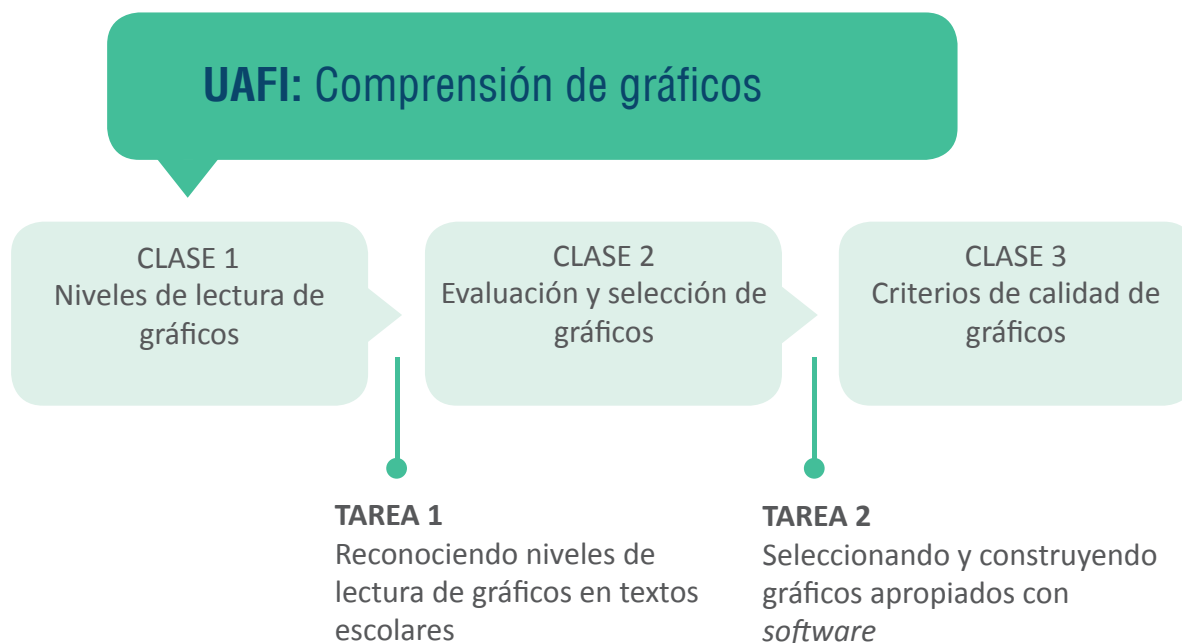 UAFI: Comprensión de gráficos
CLASE 1
Niveles de lectura de
gráficos
CLASE 2
Evaluación y selección de
gráficos
CLASE 3
Criterios de calidad de
gráficos
TAREA 1
Reconociendo niveles de
lectura de gráficos en textos
escolares
TAREA 2
Seleccionando y construyendo
gráficos apropiados con
software